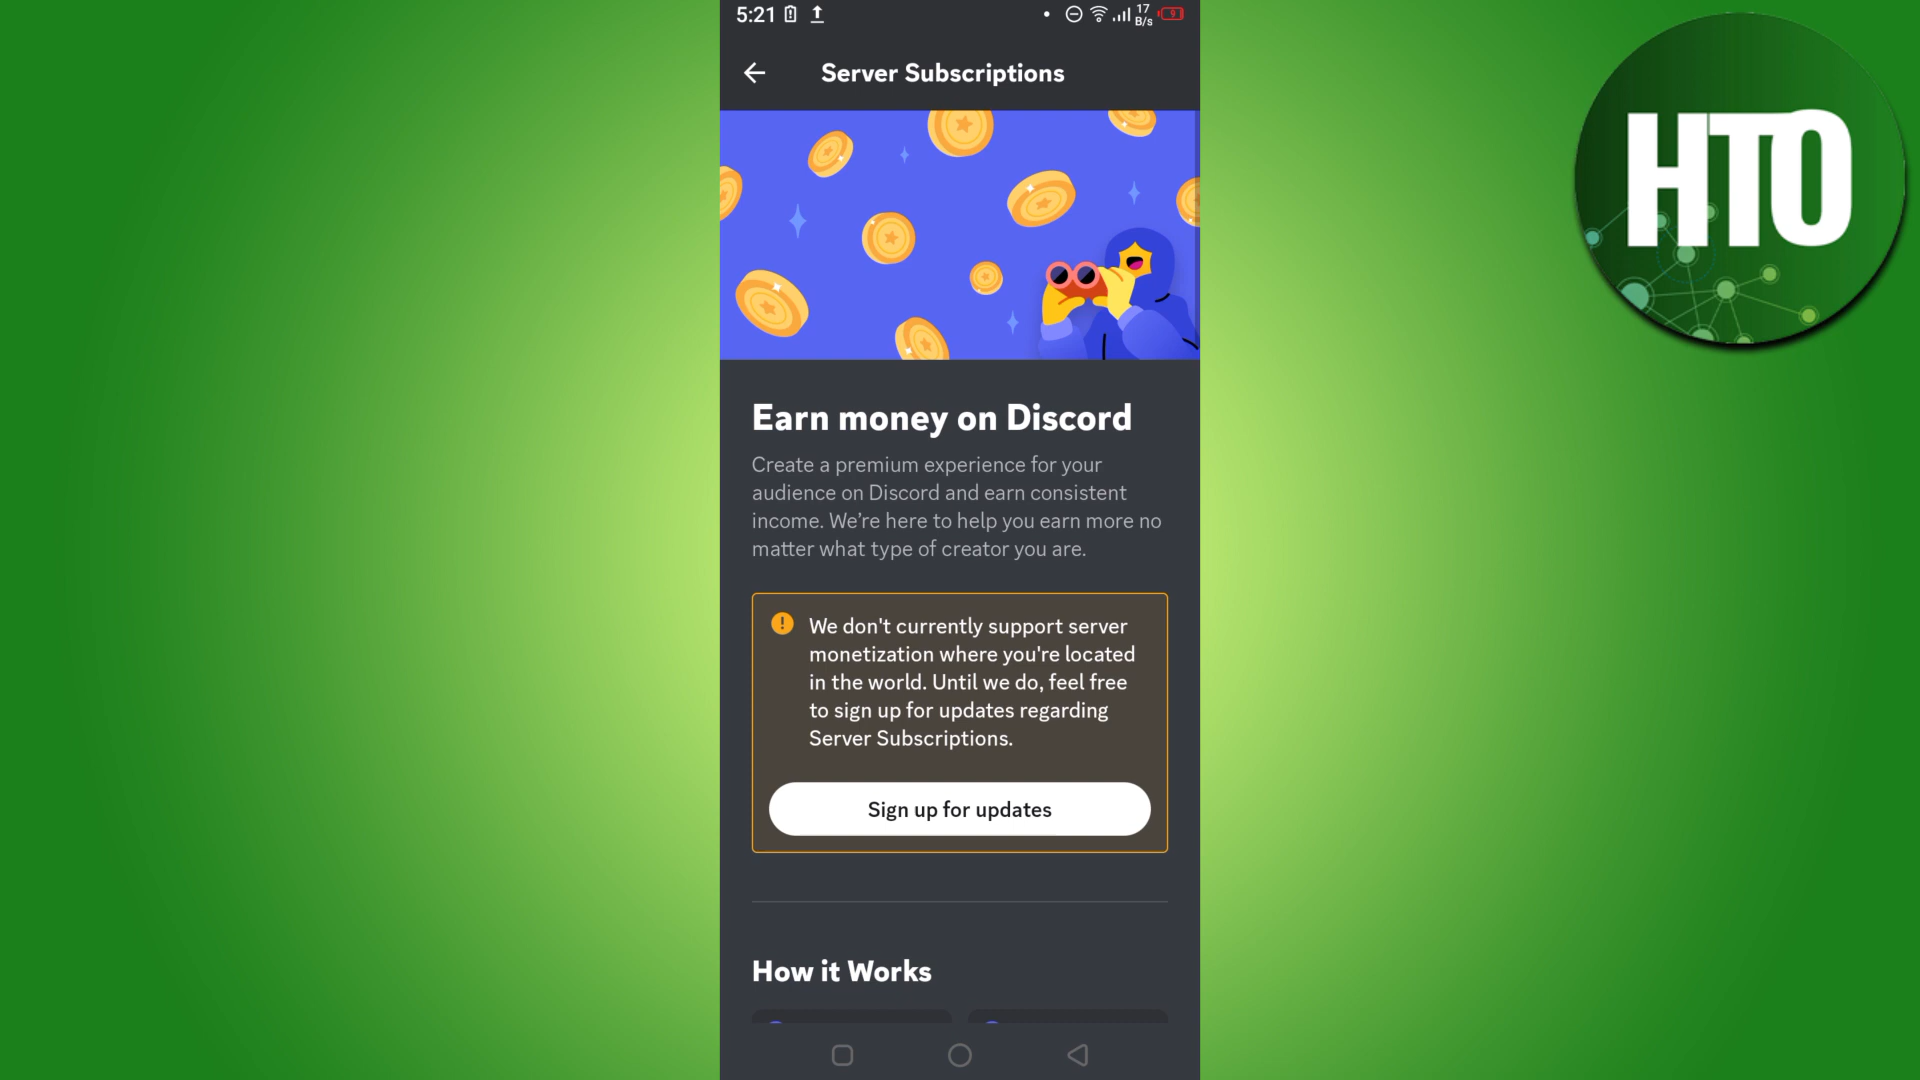 5:21
17
B/s
9
Server Subscriptions
HTO
Earn money on Discord
Create a premium experience for your
audience on Discord and earn consistent
income. We’re here to help you earn more no
matter what type of creator you are.
! We don't currently support server
monetization where you're located
in the world. Until we do, feel free
to sign up for updates regarding
Server Subscriptions.
Sign up for updates
How it Works